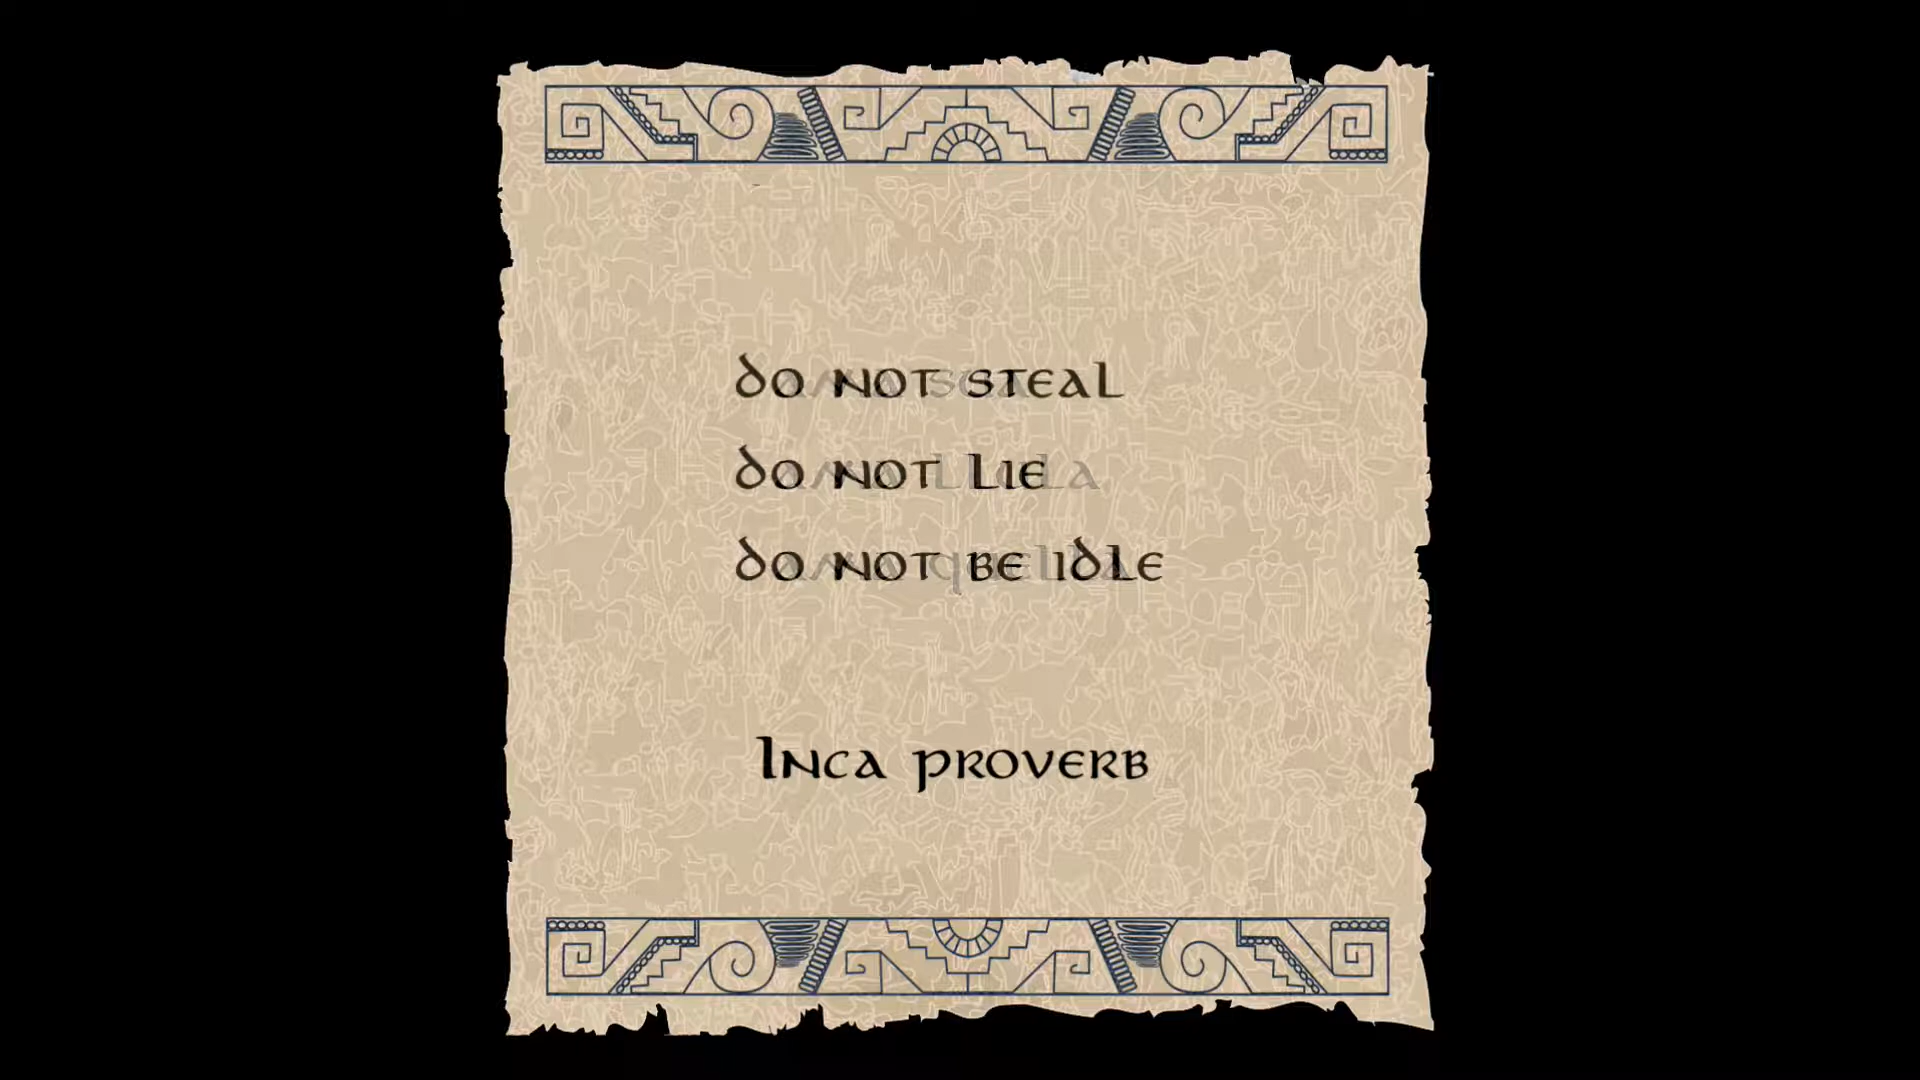 do not steal
do not lie
do not be idle
Inca proverb